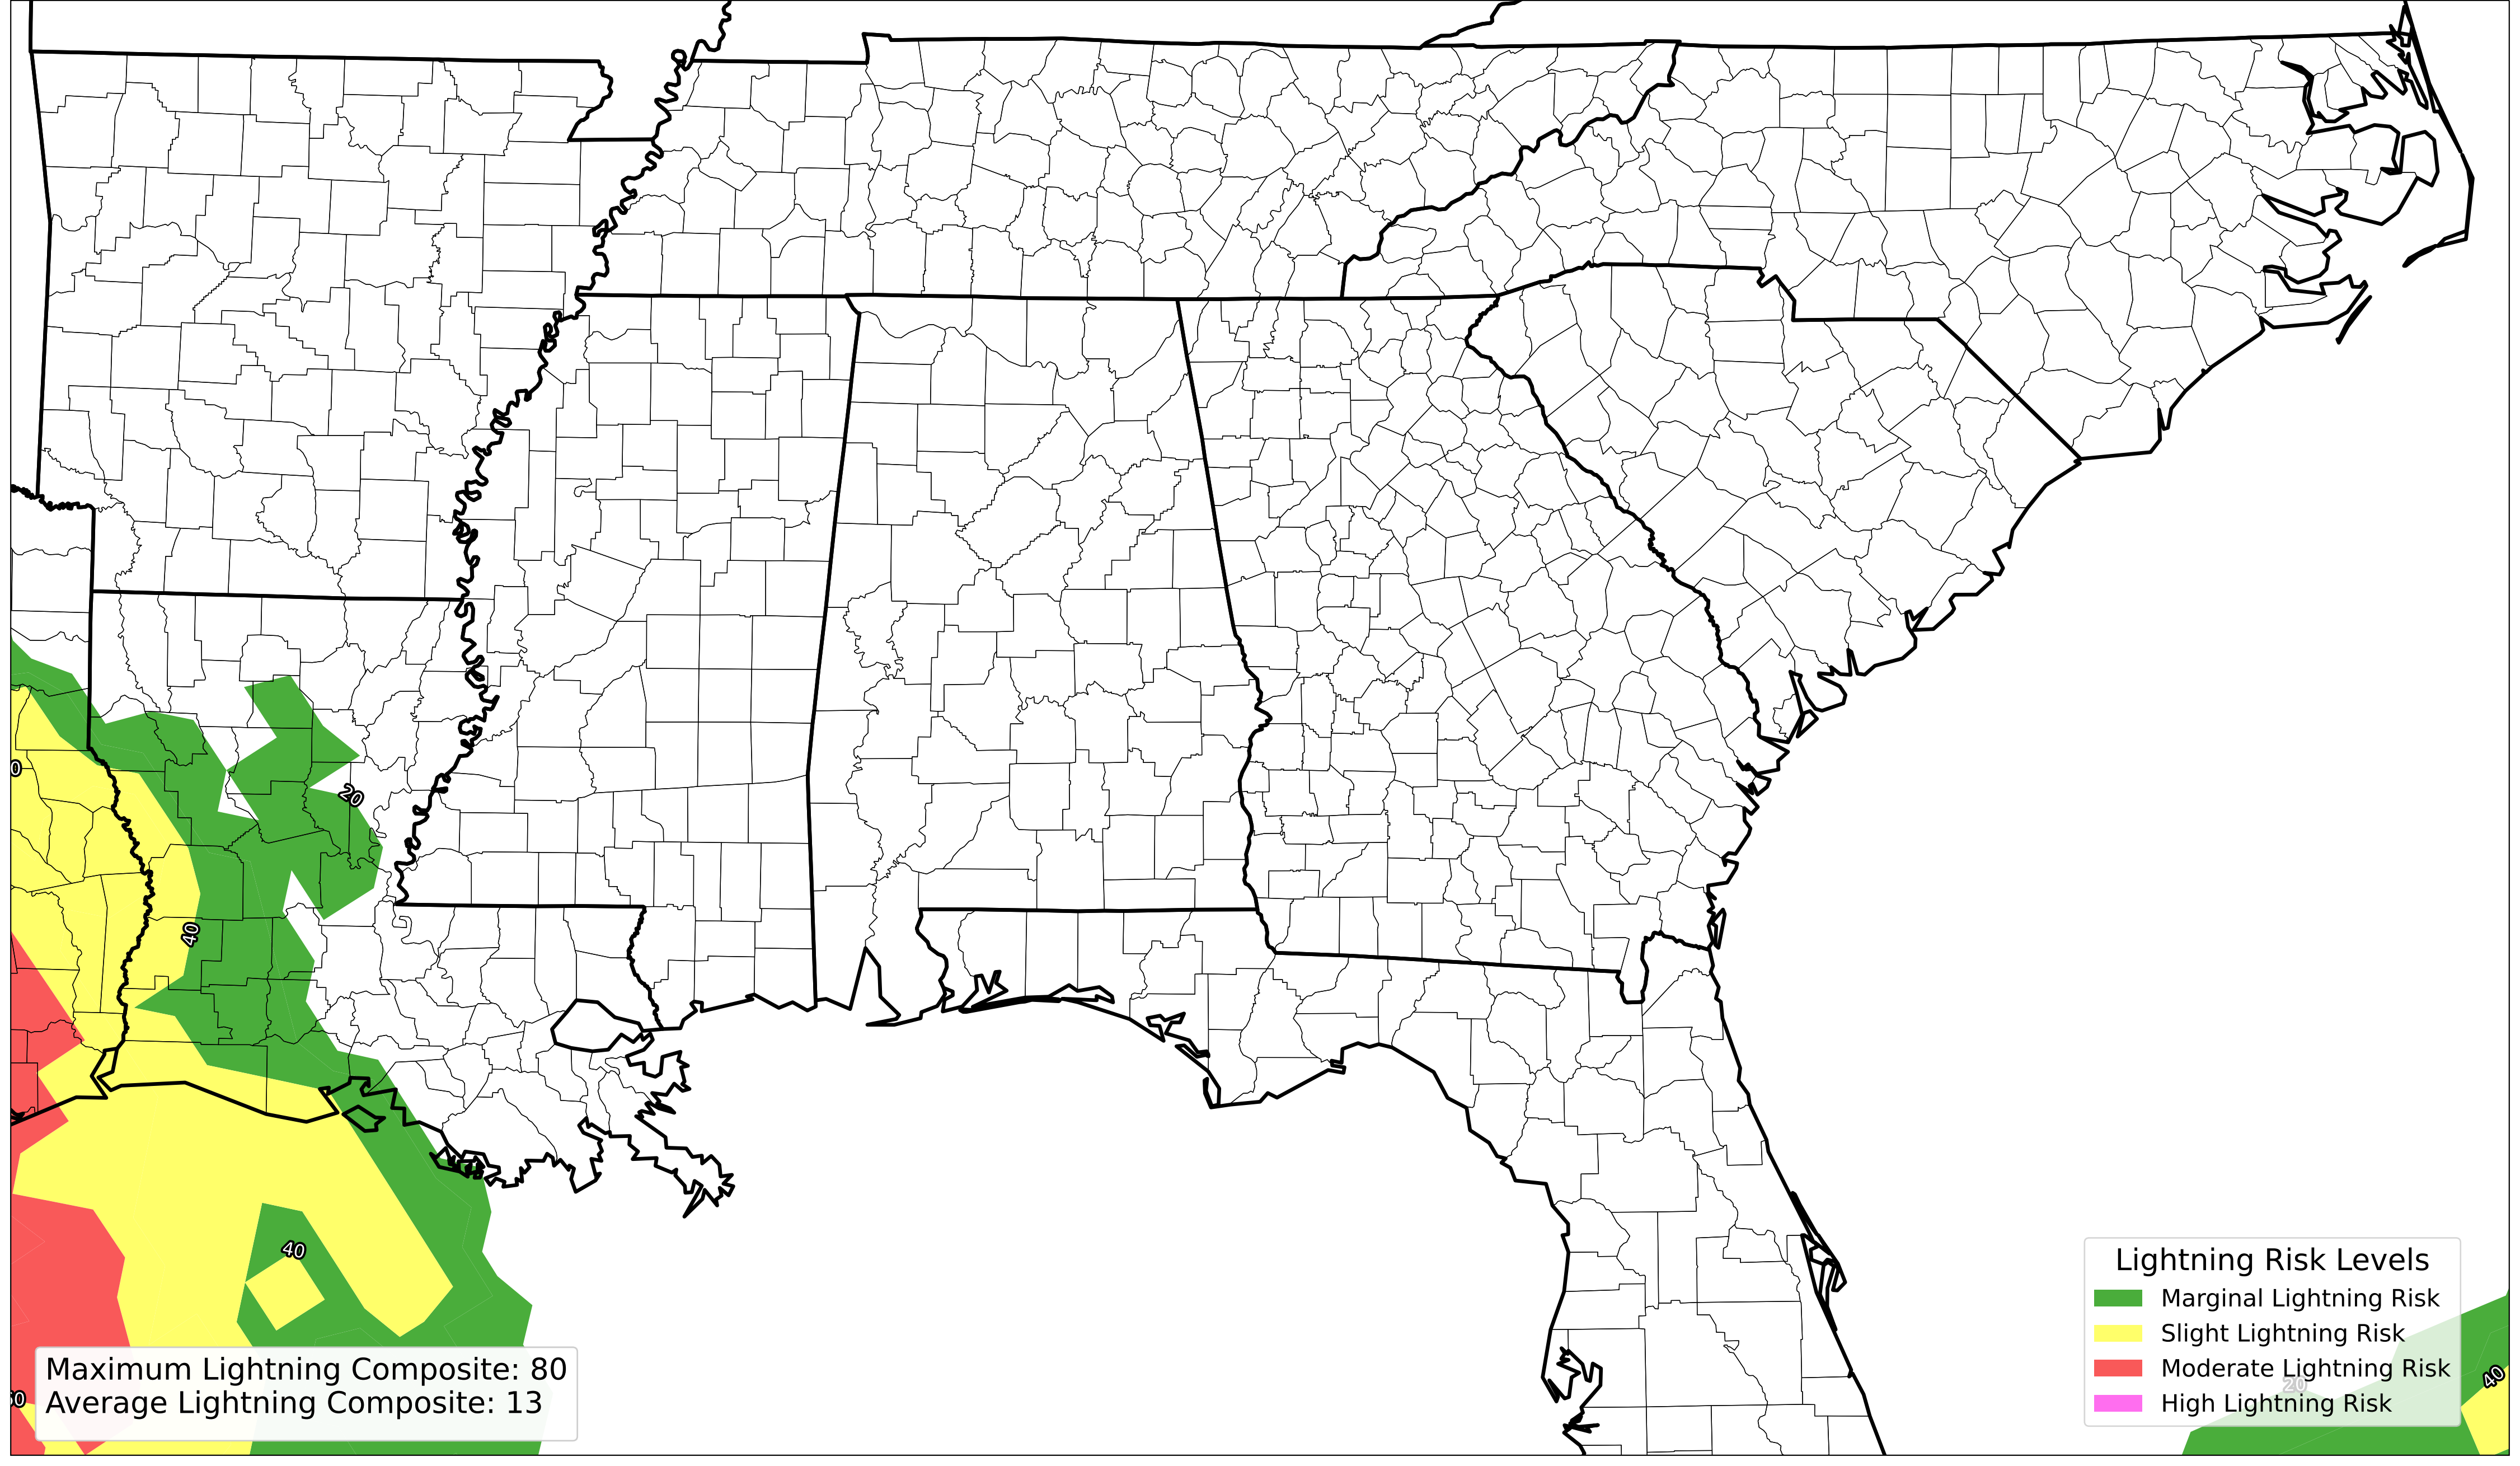 0
20
40
40
Lightning Risk Levels
Marginal Lightning Risk
Slight Lightning Risk
Moderate Lightning Risk
High Lightning Risk
20
40
Maximum Lightning Composite: 80
Average Lightning Composite: 13